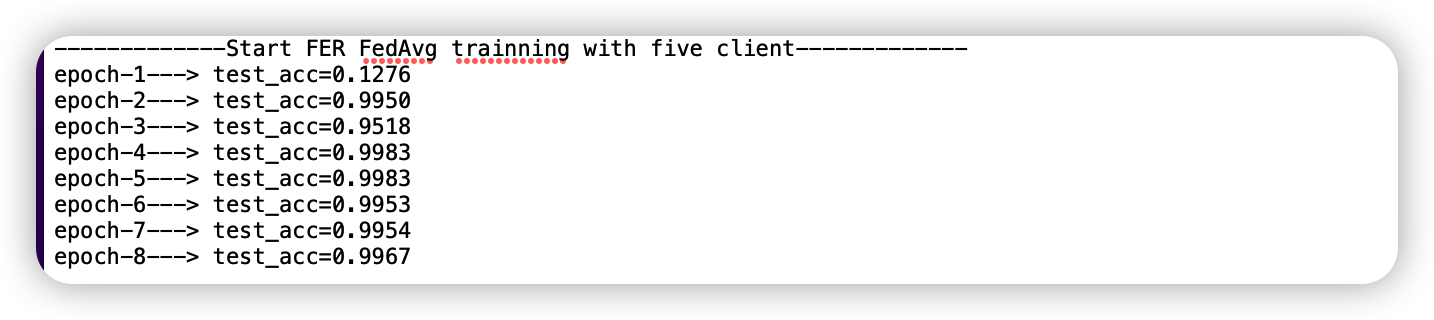 -------------Start FER FedAvg trainning with five client-------------
epoch-1---> test_acc=0.1276
epoch-2---> test_acc=0.9950
epoch-3---> test_acc=0.9518
epoch-4---> test_acc=0.9983
epoch-5---> test_acc=0.9983
epoch-6---> test_acc=0.9953
epoch-7---> test_acc=0.9954
epoch-8---> test_acc=0.9967